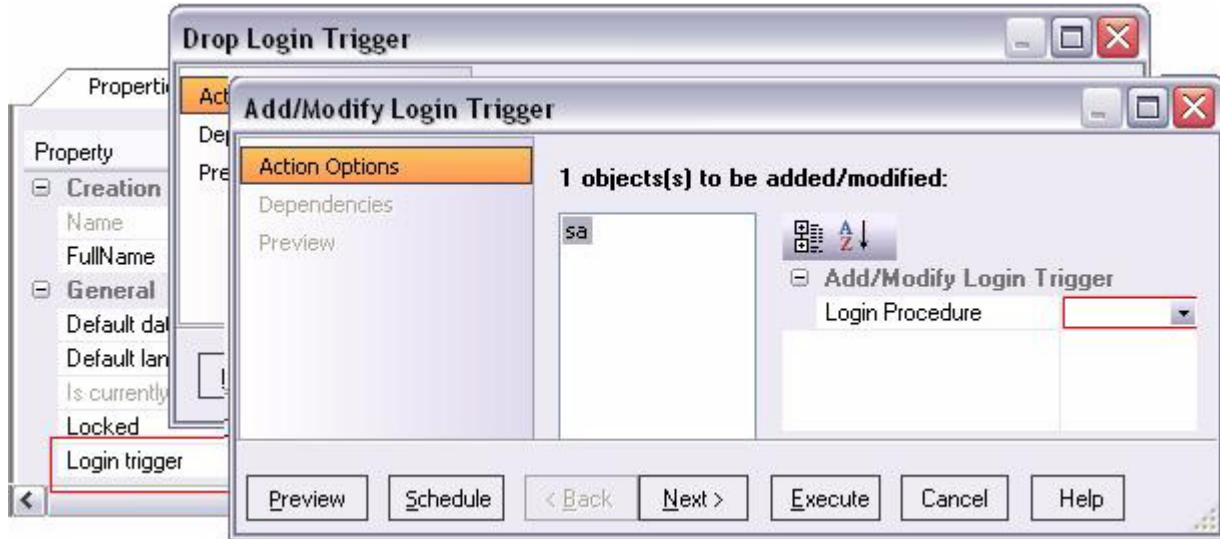 Drop Login Trigger
Properti
Act
Dep
Pre
Property
Creation
Name
FullName
General
Default dat
Default lan
Is currently
Locked
Login trigger
Add/Modify Login Trigger
Action Options
Dependencies
Preview
1 objects(s) to be added/modified:
sa
Add/Modify Login Trigger
Login Procedure
Preview
Schedule
< Back
Next >
Execute
Cancel
Help